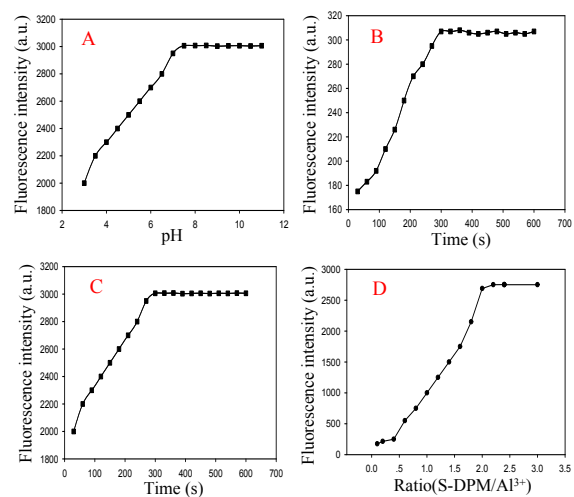 A
Fluorescence intensity (a.u.)
3200
3000
2800
2600
2400
2200
2000
1800
2 4 6 8 10 12
pH
B
Fluorescence intensity (a.u.)
320
300
280
260
240
220
200
180
160
0 100 200 300 400 500 600 700
Time (s)
C
Fluorescence intensity (a.u.)
3200
3000
2800
2600
2400
2200
2000
1800
0 100 200 300 400 500 600 700
Time (s)
D
Fluorescence intensity (a.u.)
3000
2500
2000
1500
1000
500
0
0.0 .5 1.0 1.5 2.0 2.5 3.0 3.5
Ratio(S-DPM/Al³⁺)